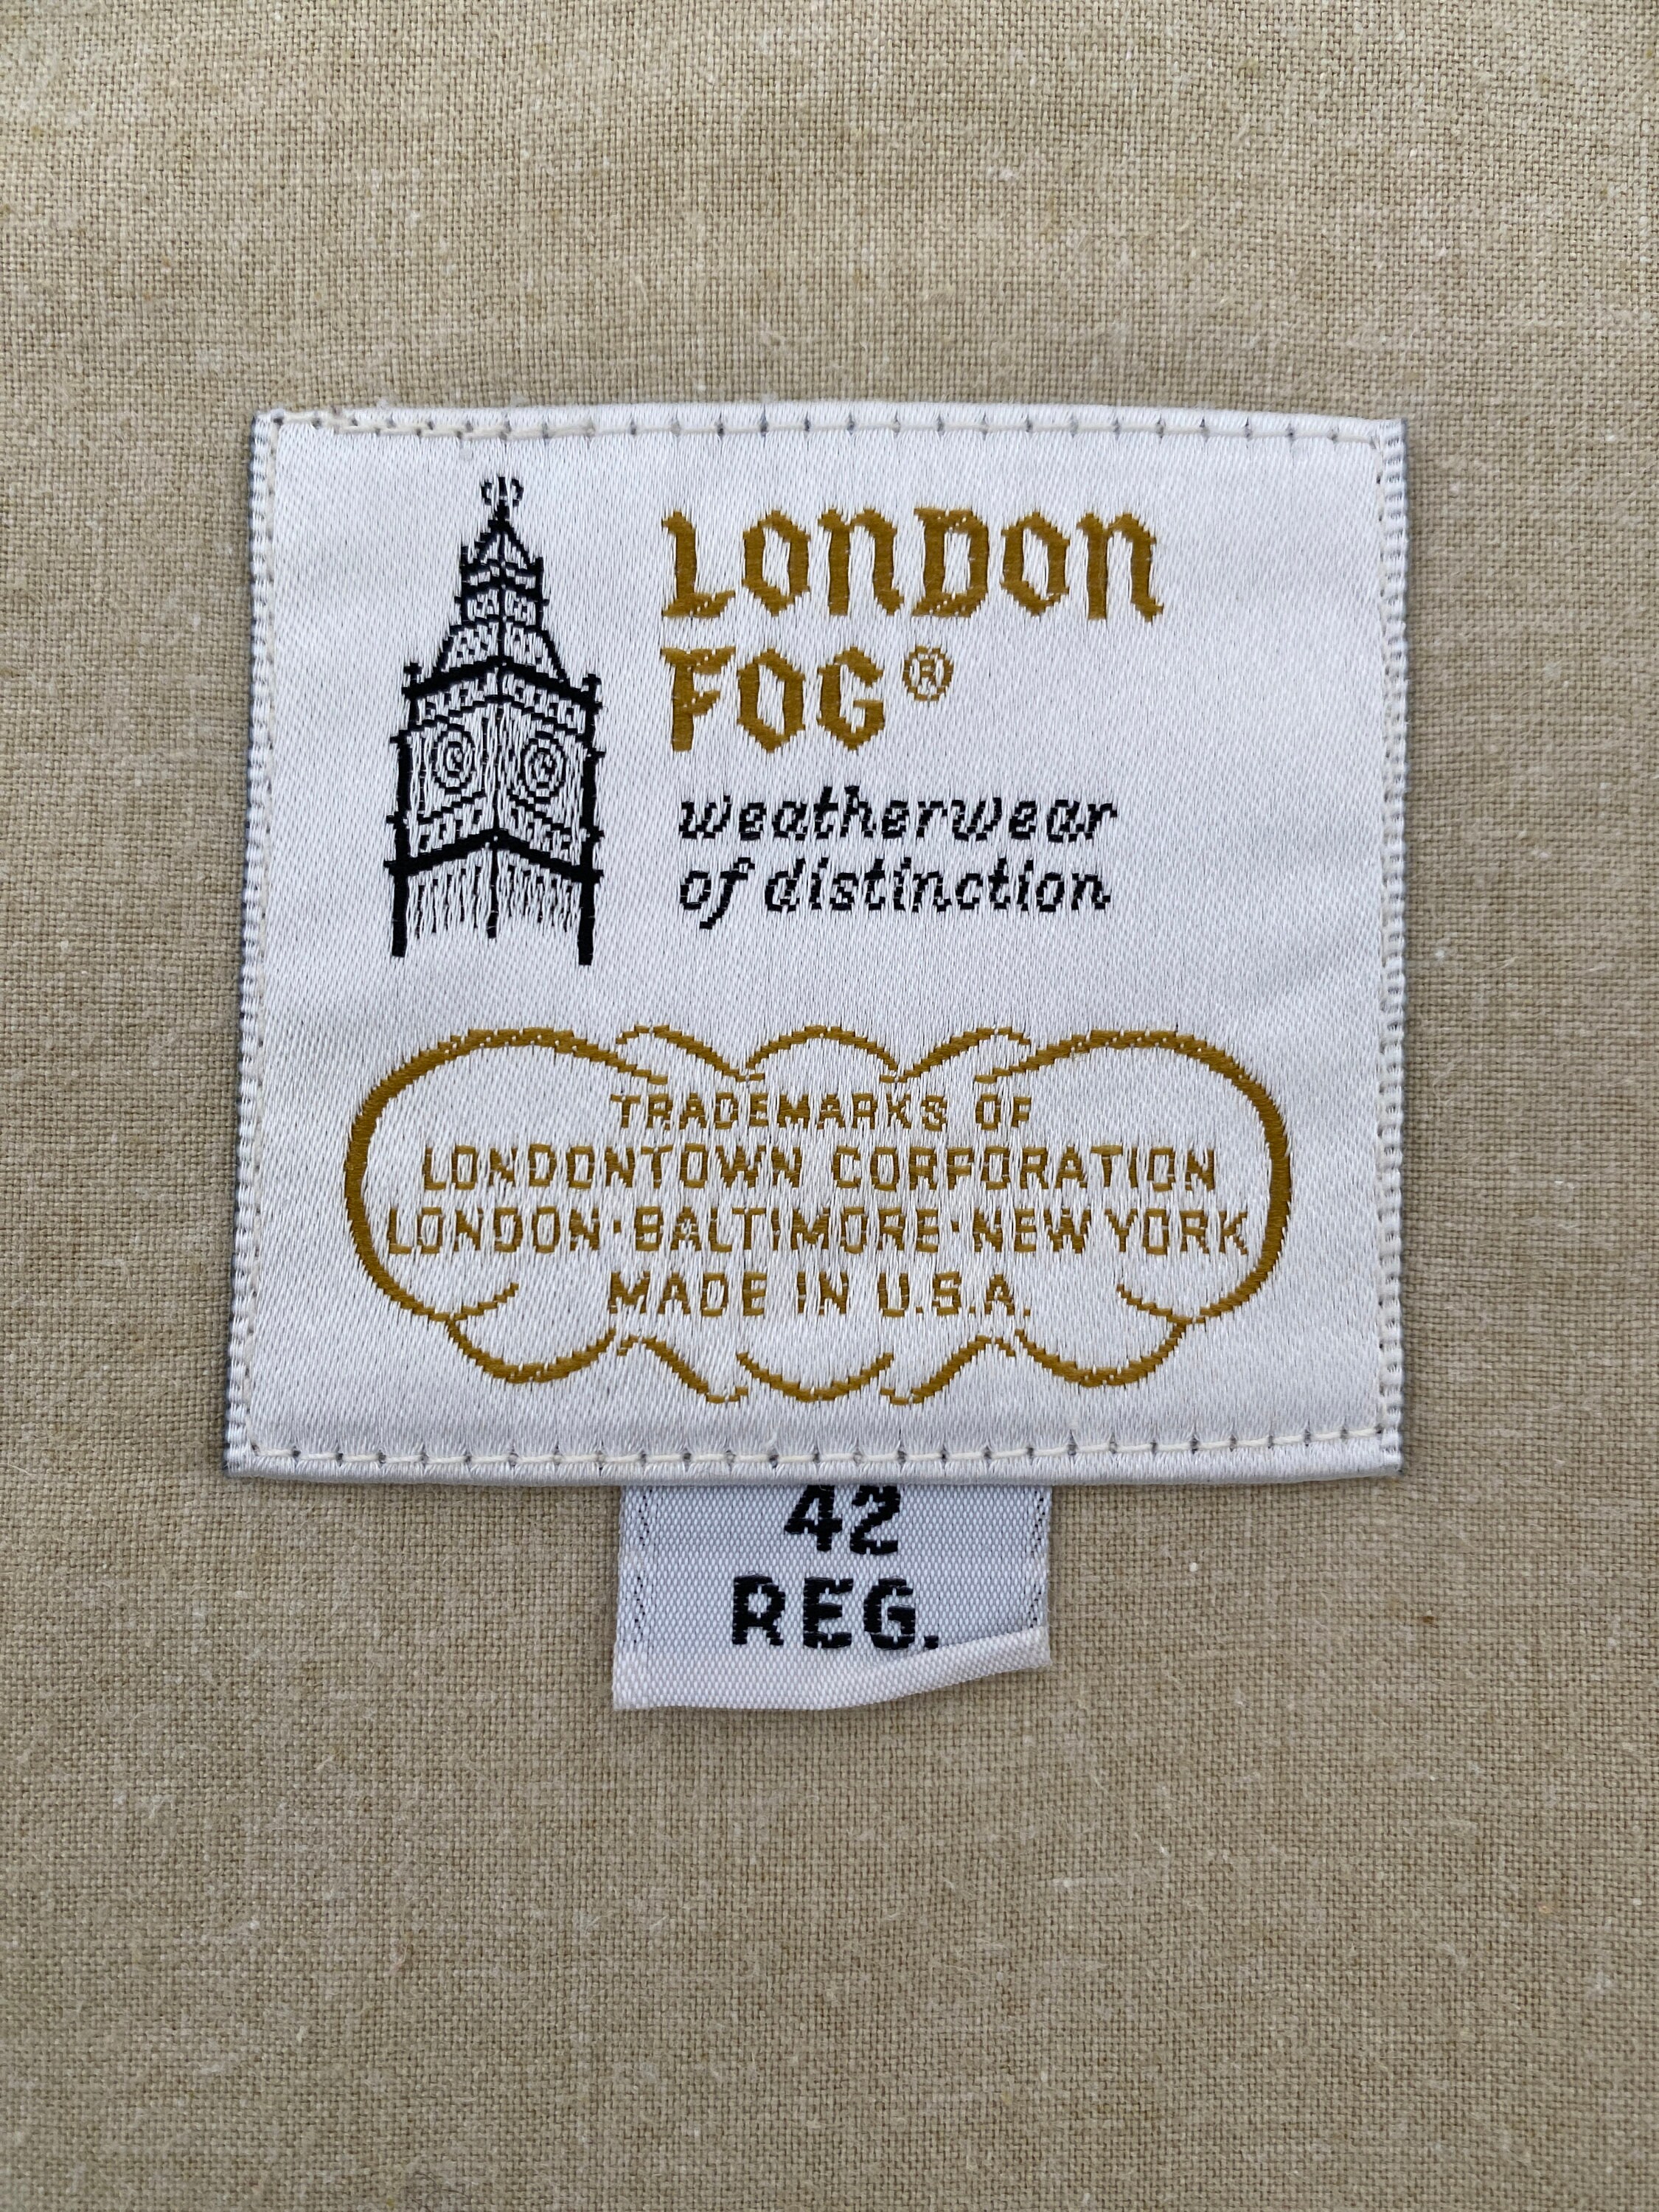 LONDON
FOG®
weatherwear
of distinction
TRADEMARKS OF
LONDONTOWN CORPORATION
LONDON·BALTIMORE·NEW YORK
MADE IN U.S.A.
42
REG.